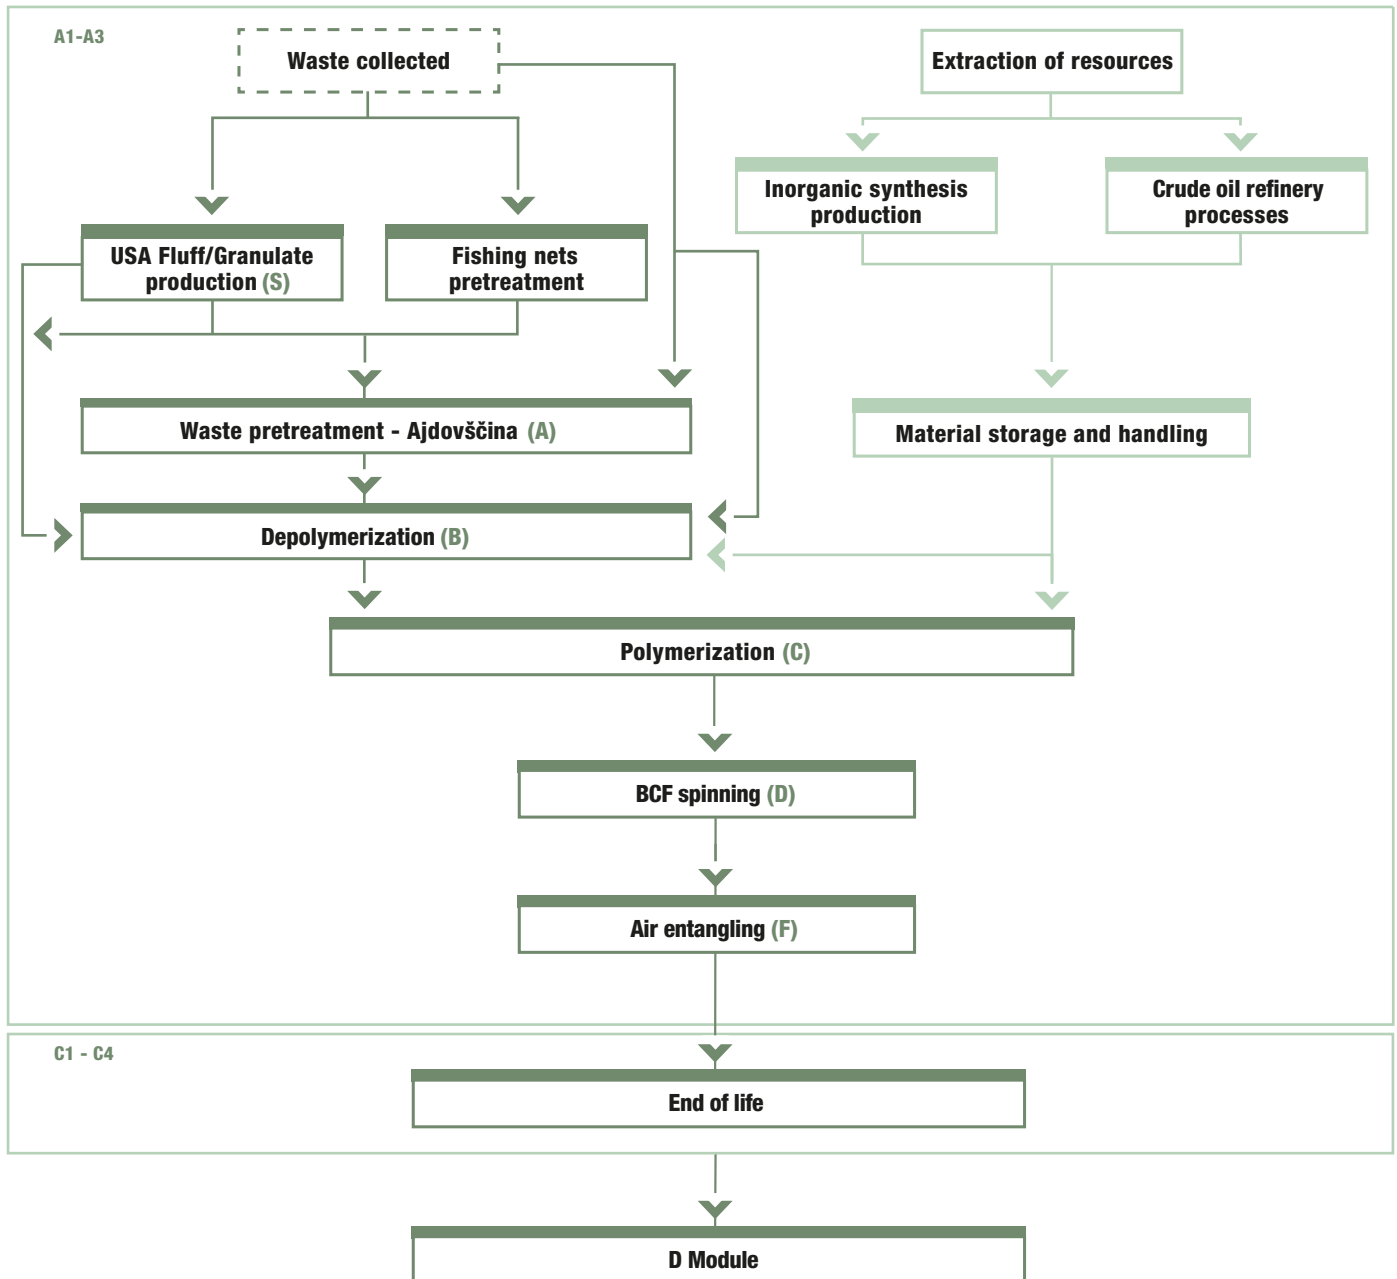 A1-A3
Waste collected
Extraction of resources
Inorganic synthesis
production
Crude oil refinery
processes
USA Fluff/Granulate
production (S)
Fishing nets
pretreatment
Waste pretreatment - Ajdovščina (A)
Material storage and handling
Depolymerization (B)
Polymerization (C)
BCF spinning (D)
Air entangling (F)
C1 - C4
End of life
D Module